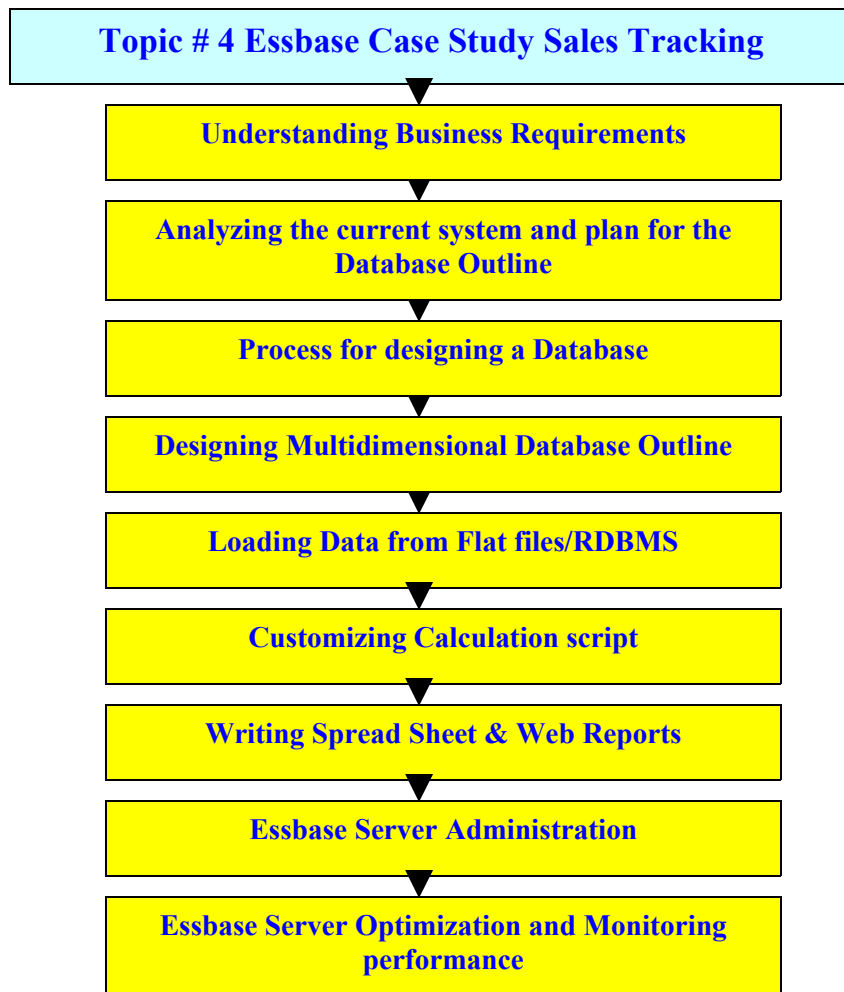 Topic # 4 Essbase Case Study Sales Tracking
Understanding Business Requirements
Analyzing the current system and plan for the
Database Outline
Process for designing a Database
Designing Multidimensional Database Outline
Loading Data from Flat files/RDBMS
Customizing Calculation script
Writing Spread Sheet & Web Reports
Essbase Server Administration
Essbase Server Optimization and Monitoring
performance